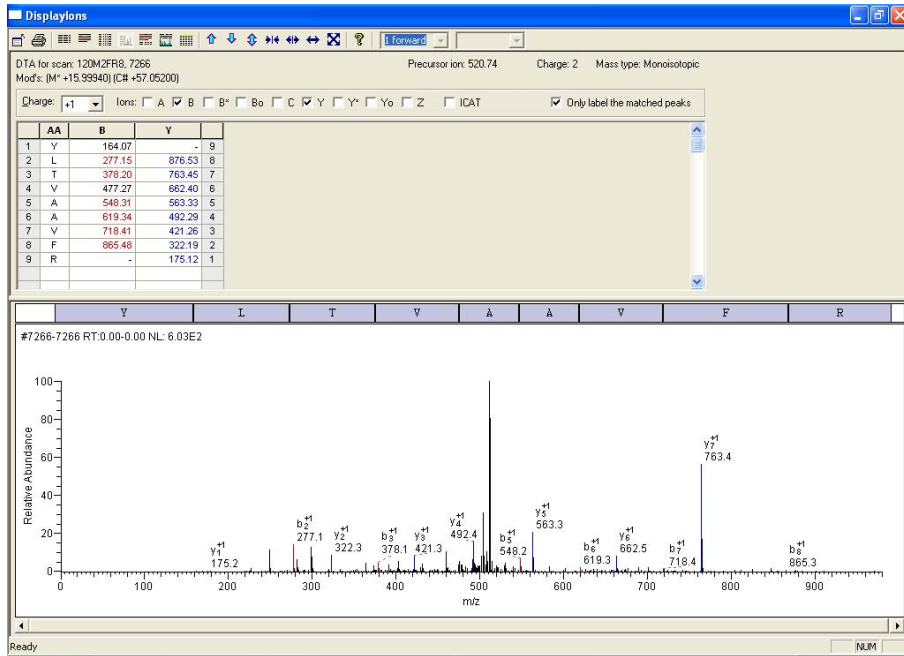 DisplayIons
1 forward
DTA for scan: 120M2FR8, 7266 Precursor ion: 520.74 Charge: 2 Mass type: Monoisotopic
Mod's: (M* +15.99940) (C# +57.05200)
Charge: +1 Ions: A B B* Bo C Y Y* Yo Z ICAT Only label the matched peaks
AA B Y
1 Y 164.07 - 9
2 L 277.15 876.53 8
3 T 378.20 763.45 7
4 V 477.27 662.40 6
5 A 548.31 563.33 5
6 A 619.34 492.29 4
7 V 718.41 421.26 3
8 F 865.48 322.19 2
9 R - 175.12 1
Y L T V A A V F R
#7266-7266 RT:0.00-0.00 NL: 6.03E2
100
80
60
40
20
0
Relative Abundance
y1+1
175.2
b2+1
277.1
y2+1
322.3
b3+1
378.1
y3+1
421.3
y4+1
492.4
b5+1
548.2
y5+1
563.3
b6+1
619.3
y6+1
662.5
b7+1
718.4
y7+1
763.4
b8+1
865.3
0 100 200 300 400 500 600 700 800 900
m/z
Ready NUM